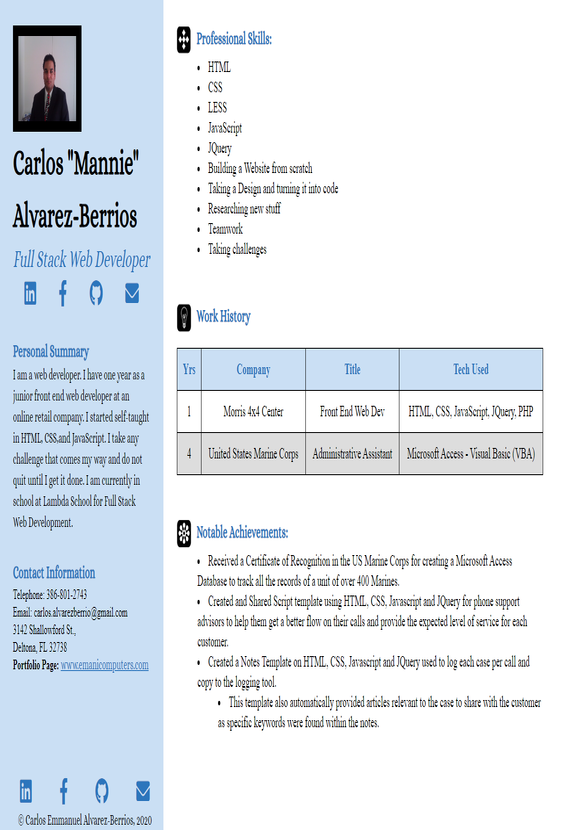 Carlos "Mannie"
Alvarez-Berrios
Full Stack Web Developer
Personal Summary
I am a web developer. I have one year as a
junior front end web developer at an
online retail company. I started self-taught
in HTML CSS,and JavaScript. I take any
challenge that comes my way and do not
quit until I get it done. I am currently in
school at Lambda School for Full Stack
Web Development.
Contact Information
Telephone: 386-801-2743
Email: carlos.alvarezberrio@gmail.com
3142 Shallowford St.,
Deltona, FL 32738
Portfolio Page: www.emanicomputers.com
© Carlos Emmanuel Alvarez-Berrios, 2020
Professional Skills:
• HTML
• CSS
• LESS
• JavaScript
• JQuery
• Building a Website from scratch
• Taking a Design and turning it into code
• Researching new stuff
• Teamwork
• Taking challenges
Work History
Yrs Company Title Tech Used
1 Morris 4x4 Center Front End Web Dev HTML, CSS, JavaScript, JQuery, PHP
4 United States Marine Corps Administrative Assistant Microsoft Access - Visual Basic (VBA)
Notable Achievements:
• Received a Certificate of Recognition in the US Marine Corps for creating a Microsoft Access
Database to track all the records of a unit of over 400 Marines.
• Created and Shared Script template using HTML, CSS, Javascript and JQuery for phone support
advisors to help them get a better flow on their calls and provide the expected level of service for each
customer.
• Created a Notes Template on HTML, CSS, Javascript and JQuery used to log each case per call and
copy to the logging tool.
• This template also automatically provided articles relevant to the case to share with the customer
as specific keywords were found within the notes.